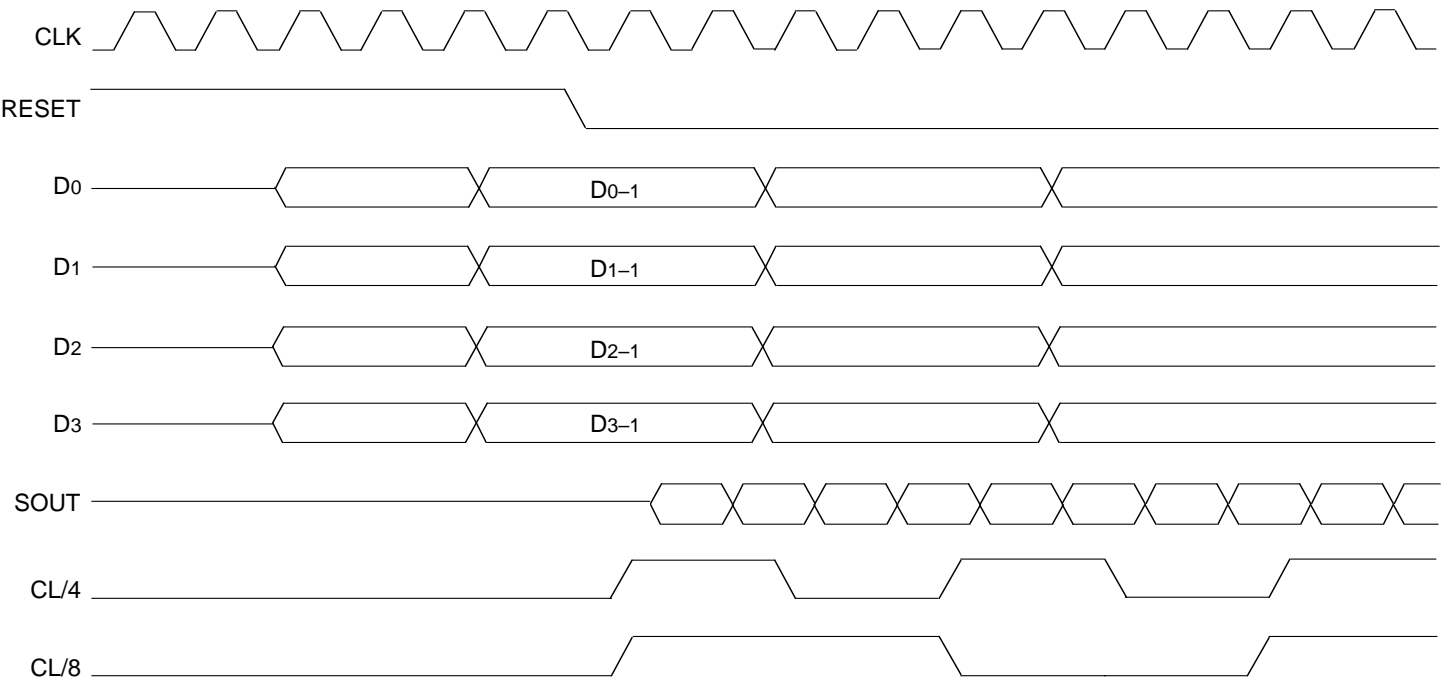 CLK
RESET
D0
D0–1
D1
D1–1
D2
D2–1
D3
D3–1
SOUT
CL/4
CL/8